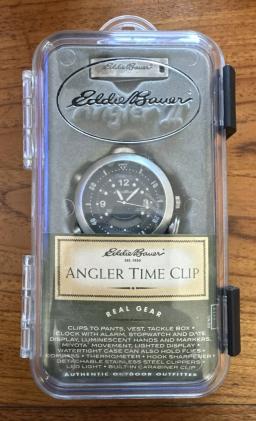 Eddie Bauer
Eddie Bauer
Eddie Bauer
EST. 1920
ANGLER TIME CLIP
REAL GEAR
CLIPS TO PANTS, VEST, TACKLE BOX •
CLOCK WITH ALARM, STOPWATCH AND DATE
DISPLAY, LUMINESCENT HANDS AND MARKERS,
MIYOTA MOVEMENT, LIGHTED DISPLAY •
WATERTIGHT CASE CAN ALSO HOLD FLIES •
COMPASS • THERMOMETER • HOOK SHARPENER •
DETACHABLE STAINLESS STEEL CLIPPERS •
LED LIGHT • BUILT-IN CARABINER CLIP
AUTHENTIC OUTDOOR OUTFITTER